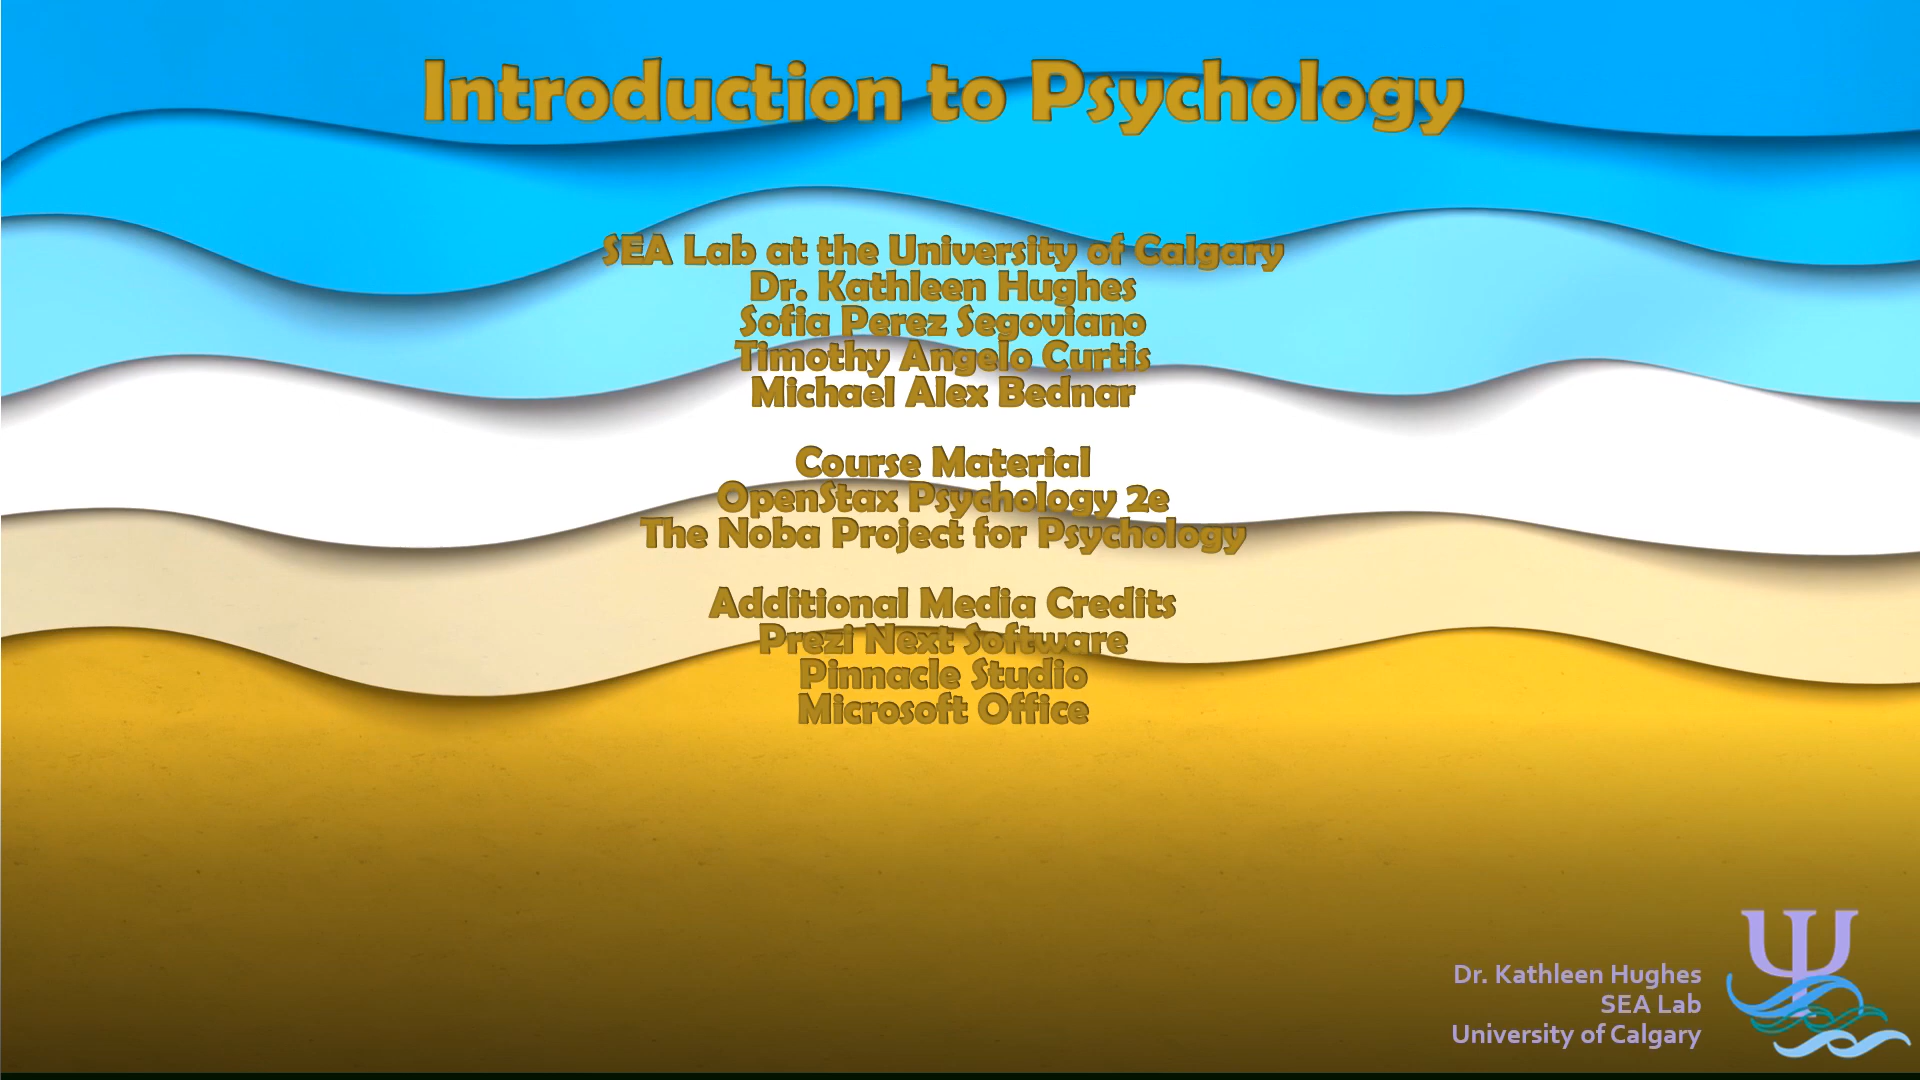 Introduction to Psychology
SEA Lab at the University of Calgary
Dr. Kathleen Hughes
Sofia Perez Segoviano
Timothy Angelo Curtis
Michael Alex Bednar
Course Material
OpenStax Psychology 2e
The Noba Project for Psychology
Additional Media Credits
Prezi Next Software
Pinnacle Studio
Microsoft Office
Dr. Kathleen Hughes
SEA Lab
University of Calgary